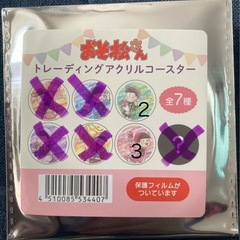 おそ松さん
トレーディングアクリルコースター
全7種
2
3
?
4 510085 534407
保護フィルムが
ついています